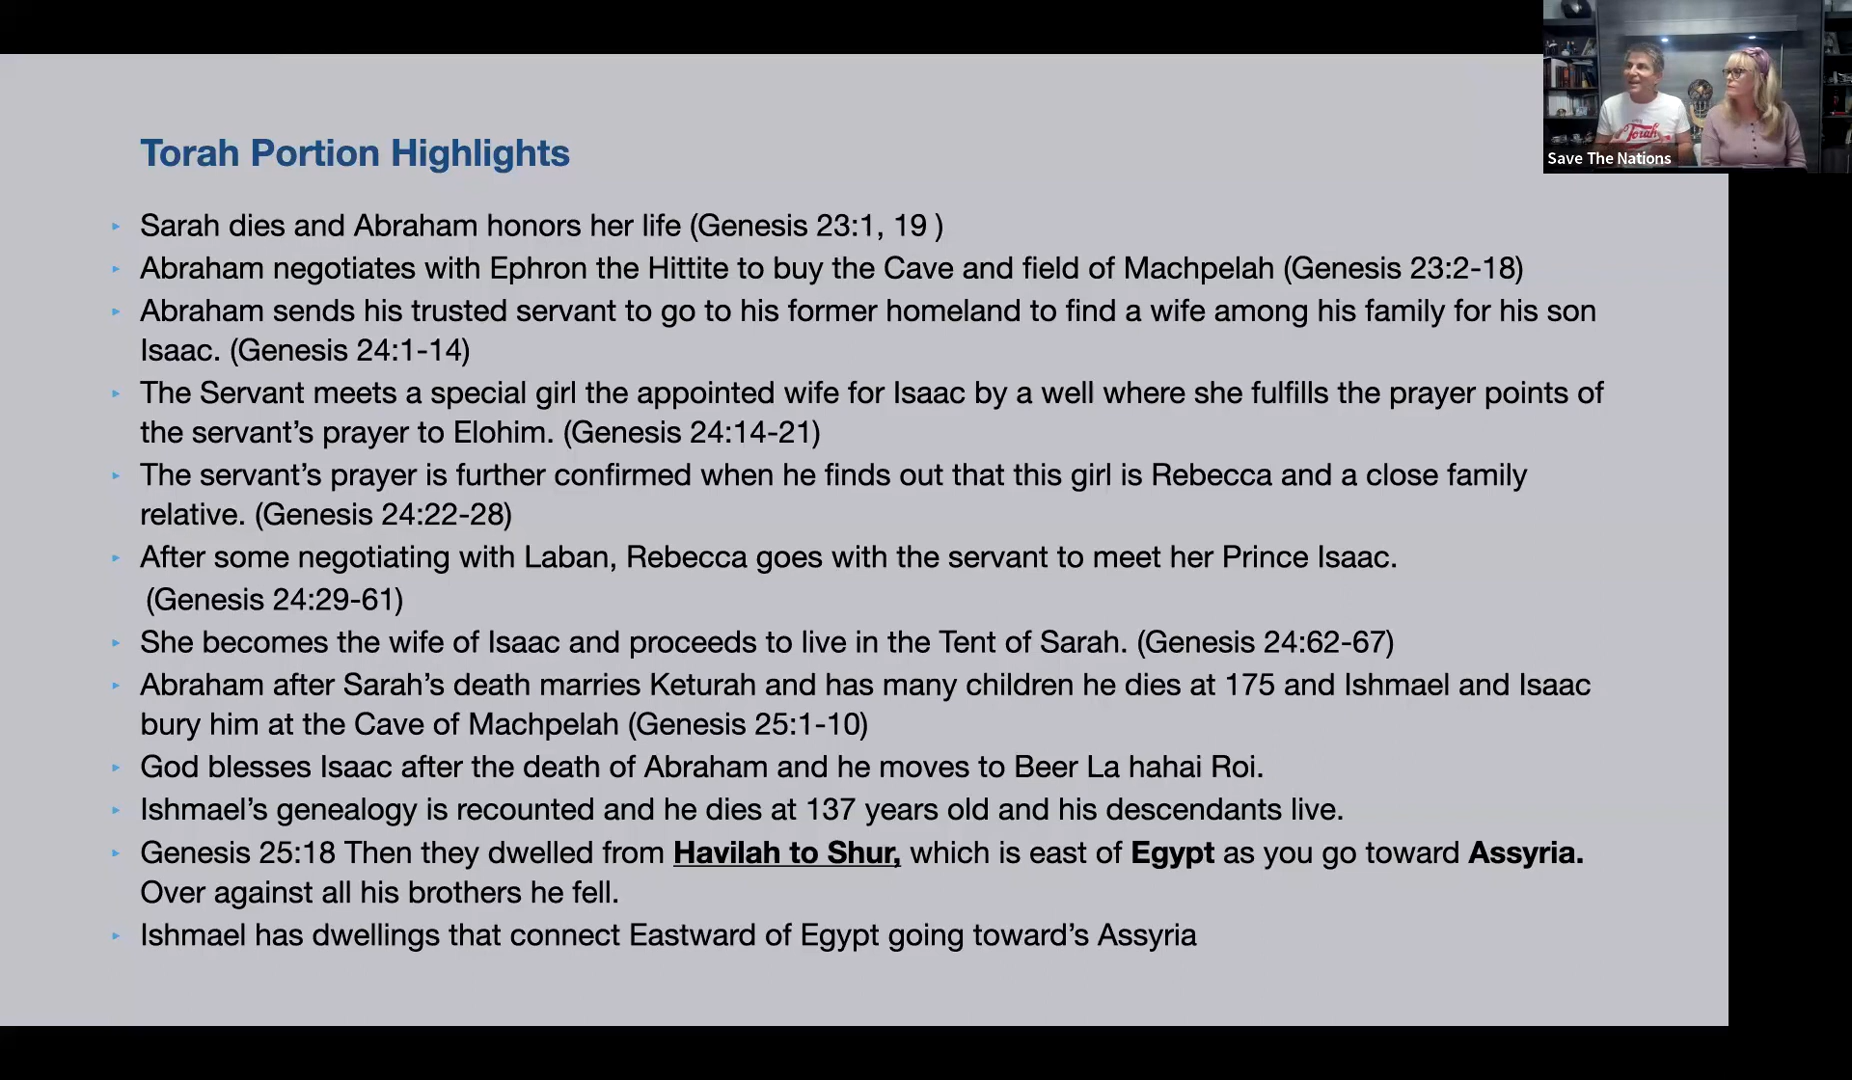 Torah Portion Highlights
Sarah dies and Abraham honors her life (Genesis 23:1, 19 )
Abraham negotiates with Ephron the Hittite to buy the Cave and field of Machpelah (Genesis 23:2-18)
Abraham sends his trusted servant to go to his former homeland to find a wife among his family for his son
Isaac. (Genesis 24:1-14)
The Servant meets a special girl the appointed wife for Isaac by a well where she fulfills the prayer points of
the servant’s prayer to Elohim. (Genesis 24:14-21)
The servant’s prayer is further confirmed when he finds out that this girl is Rebecca and a close family
relative. (Genesis 24:22-28)
After some negotiating with Laban, Rebecca goes with the servant to meet her Prince Isaac.
(Genesis 24:29-61)
She becomes the wife of Isaac and proceeds to live in the Tent of Sarah. (Genesis 24:62-67)
Abraham after Sarah’s death marries Keturah and has many children he dies at 175 and Ishmael and Isaac
bury him at the Cave of Machpelah (Genesis 25:1-10)
God blesses Isaac after the death of Abraham and he moves to Beer La hahai Roi.
Ishmael’s genealogy is recounted and he dies at 137 years old and his descendants live.
Genesis 25:18 Then they dwelled from Havilah to Shur, which is east of Egypt as you go toward Assyria.
Over against all his brothers he fell.
Ishmael has dwellings that connect Eastward of Egypt going toward’s Assyria
Torah
Save The Nations